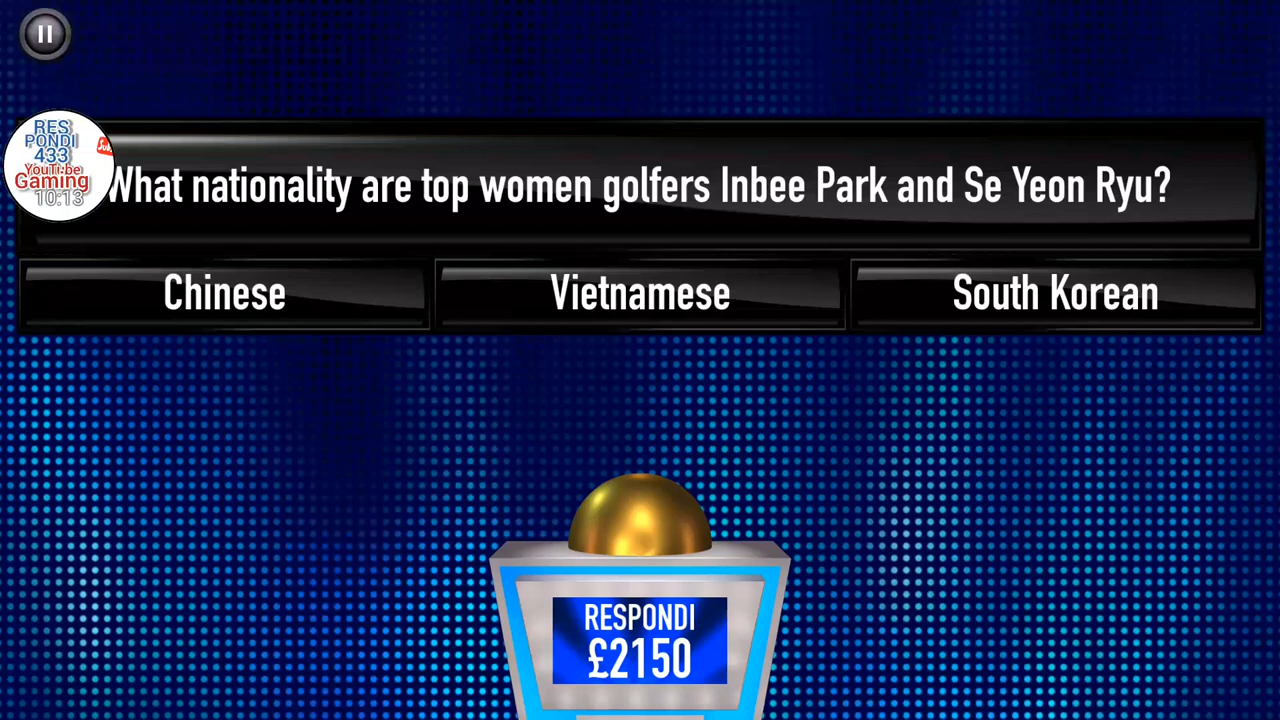 RES
PONDI
433
YouTube
Gaming
10:13
What nationality are top women golfers Inbee Park and Se Yeon Ryu?
Chinese
Vietnamese
South Korean
RESPONDI
£2150